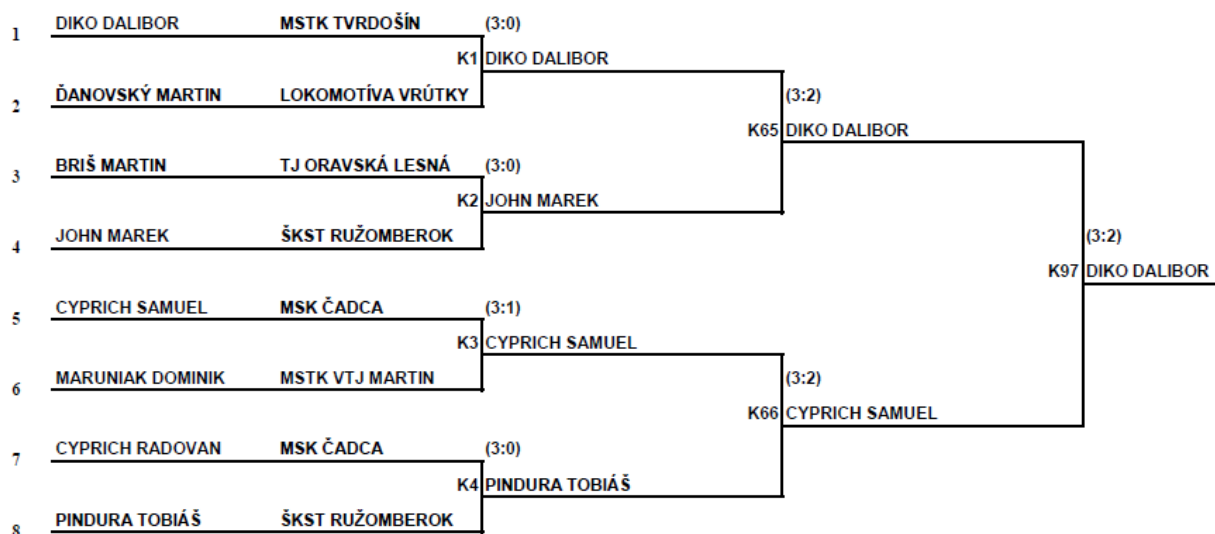 1 DIKO DALIBOR MSTK TVRDOŠÍN (3:0)
K1 DIKO DALIBOR
2 ĎANOVSKÝ MARTIN LOKOMOTÍVA VRÚTKY (3:2)
K65 DIKO DALIBOR
3 BRIŠ MARTIN TJ ORAVSKÁ LESNÁ (3:0)
K2 JOHN MAREK
4 JOHN MAREK ŠKST RUŽOMBEROK (3:2)
K97 DIKO DALIBOR
5 CYPRICH SAMUEL MSK ČADCA (3:1)
K3 CYPRICH SAMUEL
6 MARUNIAK DOMINIK MSTK VTJ MARTIN (3:2)
K66 CYPRICH SAMUEL
7 CYPRICH RADOVAN MSK ČADCA (3:0)
K4 PINDURA TOBIÁŠ
8 PINDURA TOBIÁŠ ŠKST RUŽOMBEROK